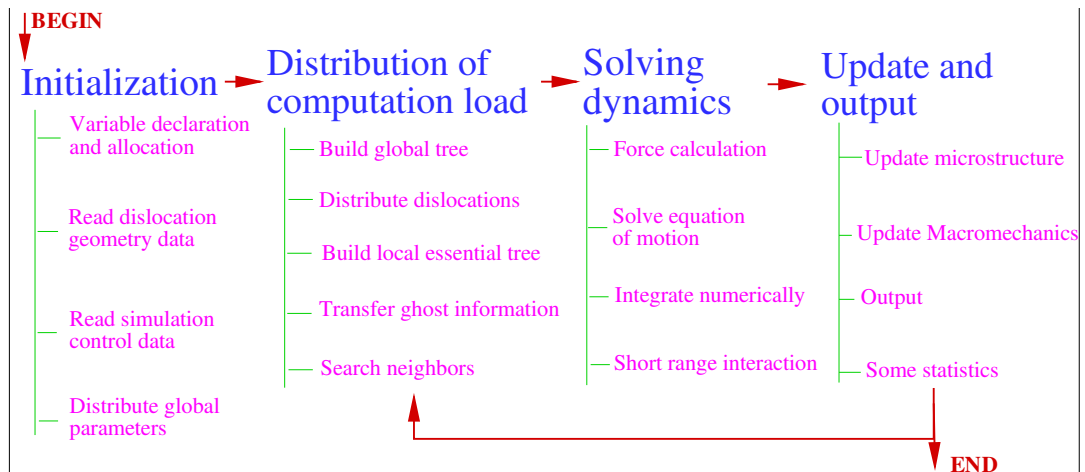 BEGIN
Initialization
Variable declaration
and allocation
Read dislocation
geometry data
Read simulation
control data
Distribute global
parameters
Distribution of
computation load
Build global tree
Distribute dislocations
Build local essential tree
Transfer ghost information
Search neighbors
Solving
dynamics
Force calculation
Solve equation
of motion
Integrate numerically
Short range interaction
Update and
output
Update microstructure
Update Macromechanics
Output
Some statistics
END